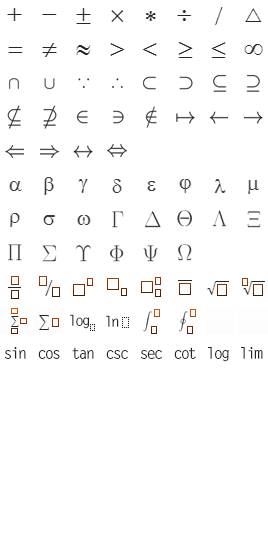 + − ± × ∗ ÷ / △
= ≠ ≈ > < ≥ ≤ ∞
∩ ∪ ∵ ∴ ⊂ ⊃ ⊆ ⊇
⊈ ⊉ ∈ ∋ ∉ ↦ ← →
⇐ ⇒ ↔ ⇔
α β γ δ ε φ λ μ
ρ σ ω Γ Δ Θ Λ Ξ
Π Σ Υ Φ Ψ Ω
□/□ □/□ □□ □□ □□□ □ √□ □√□
Σ□ Σ□ log□ ln□ ∫□ ∮□
sin cos tan csc sec cot log lim